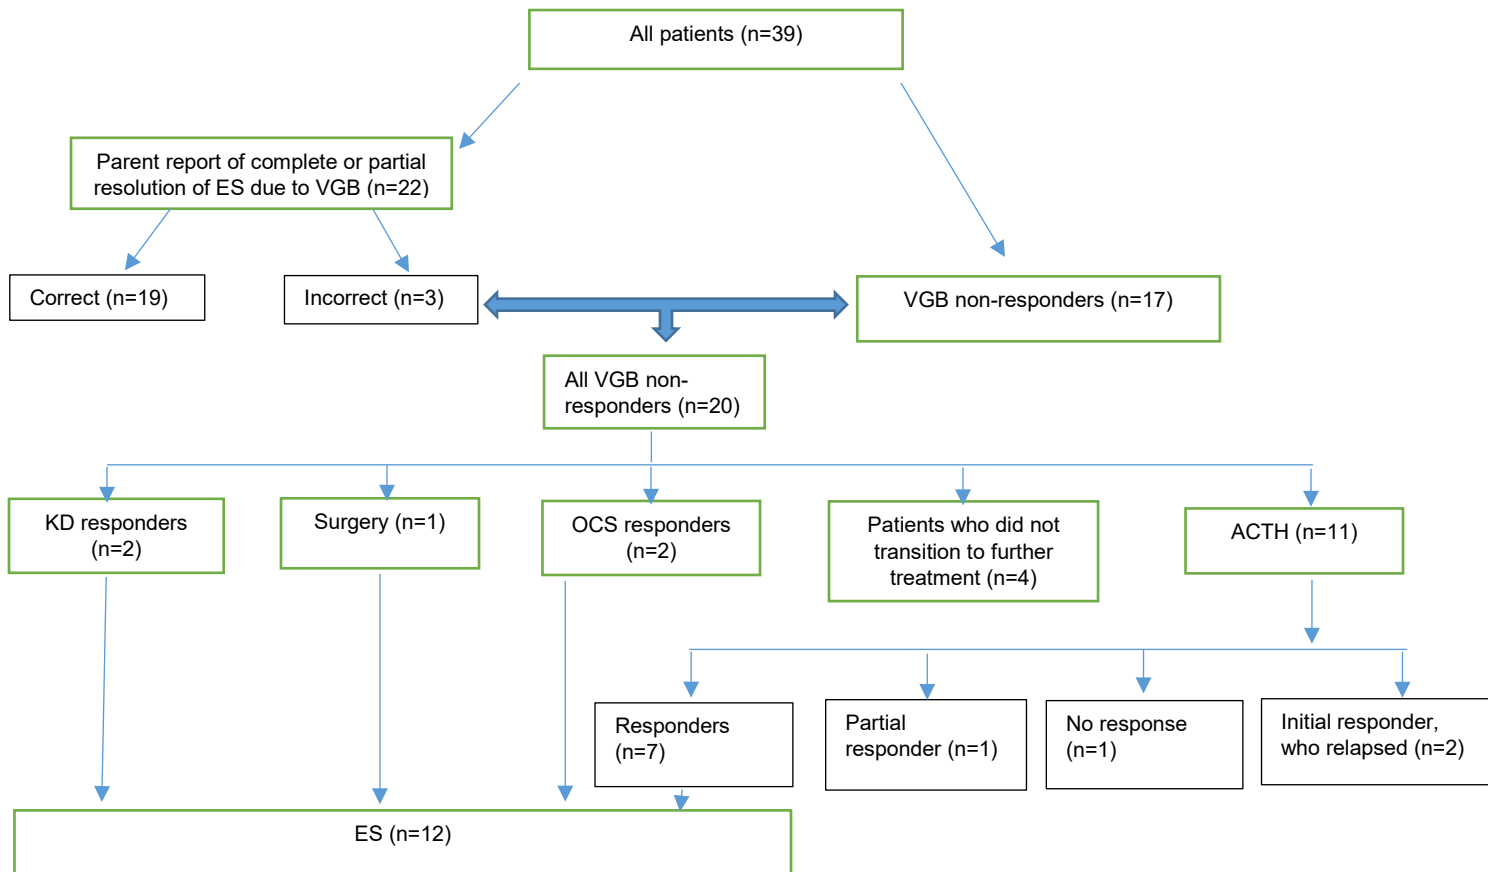 All patients (n=39)
Parent report of complete or partial
resolution of ES due to VGB (n=22)
Correct (n=19)
Incorrect (n=3)
VGB non-responders (n=17)
All VGB non-
responders (n=20)
KD responders
(n=2)
Surgery (n=1)
OCS responders
(n=2)
Patients who did not
transition to further
treatment (n=4)
ACTH (n=11)
Responders
(n=7)
Partial
responder (n=1)
No response
(n=1)
Initial responder,
who relapsed (n=2)
ES (n=12)